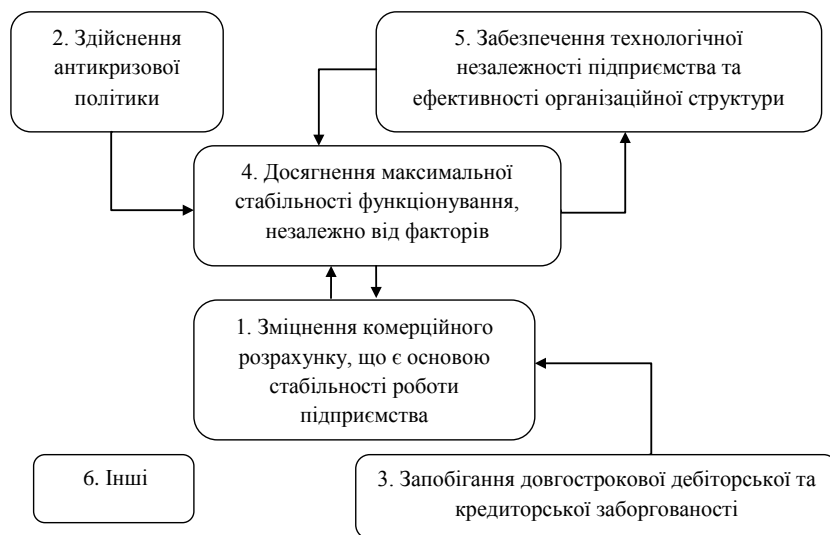 2. Здійснення
антикризової
політики
5. Забезпечення технологічної
незалежності підприємства та
ефективності організаційної структури
4. Досягнення максимальної
стабільності функціонування,
незалежно від факторів
1. Зміцнення комерційного
розрахунку, що є основою
стабільності роботи
підприємства
6. Інші
3. Запобігання довгострокової дебіторської та
кредиторської заборгованості